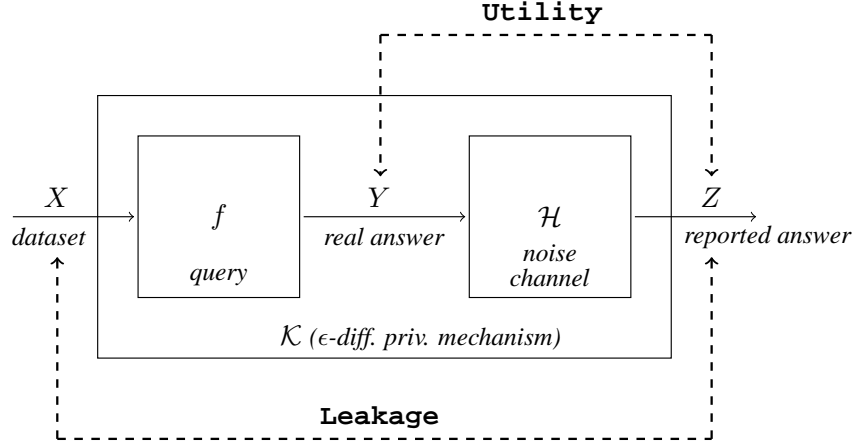 Utility
X Y Z
f ℋ
dataset real answer reported answer
query noise
channel
𝒦 (ϵ-diff. priv. mechanism)
Leakage